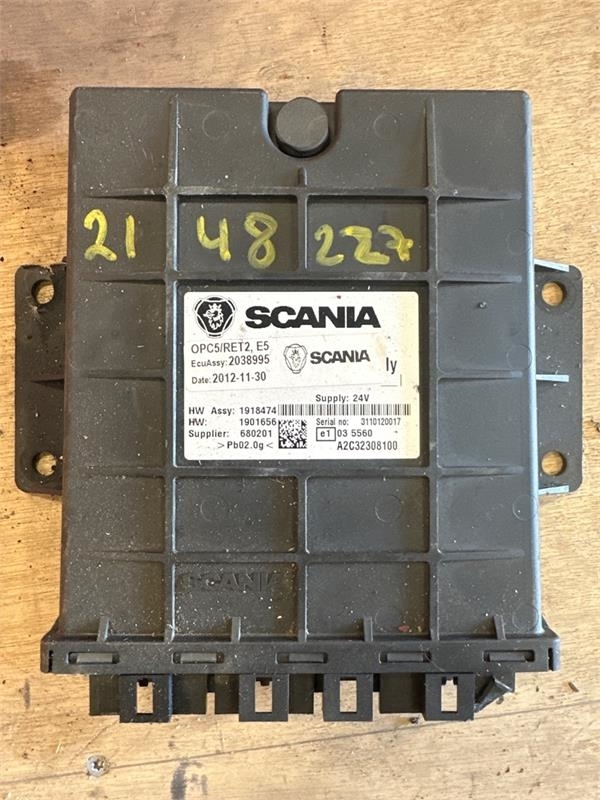 21 48 227
SCANIA
OPC5/RET2, E5
EcuAssy: 2038995 SCANIA
ly
Date: 2012-11-30
Supply: 24V
HW Assy: 1918474
HW: 1901656 Serial no: 3110120017
Supplier: 680201 e1 03 5560
>Pb02.0g< A2C32308100
SCANIA